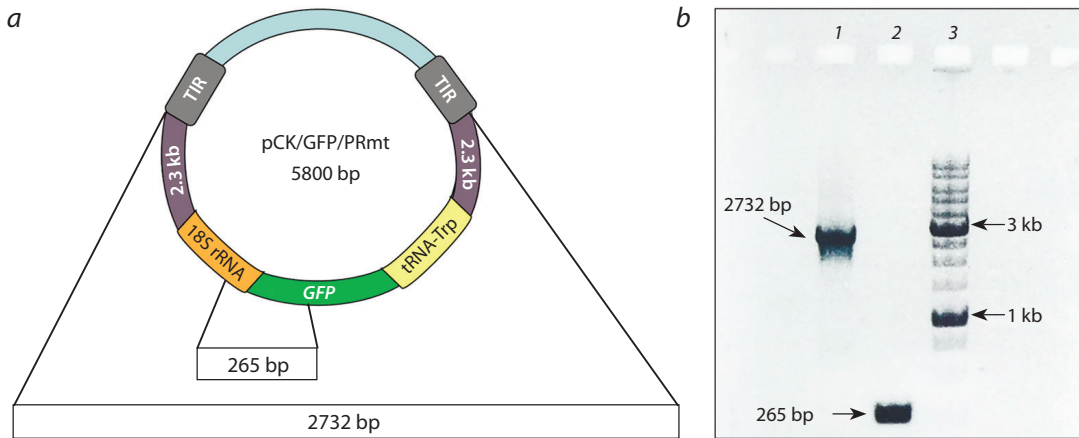 a
TIR
TIR
pCK/GFP/PRmt
5800 bp
2.3 kb
2.3 kb
18S rRNA
tRNA-Trp
GFP
265 bp
2732 bp
b
1
2
3
2732 bp
3 kb
1 kb
265 bp